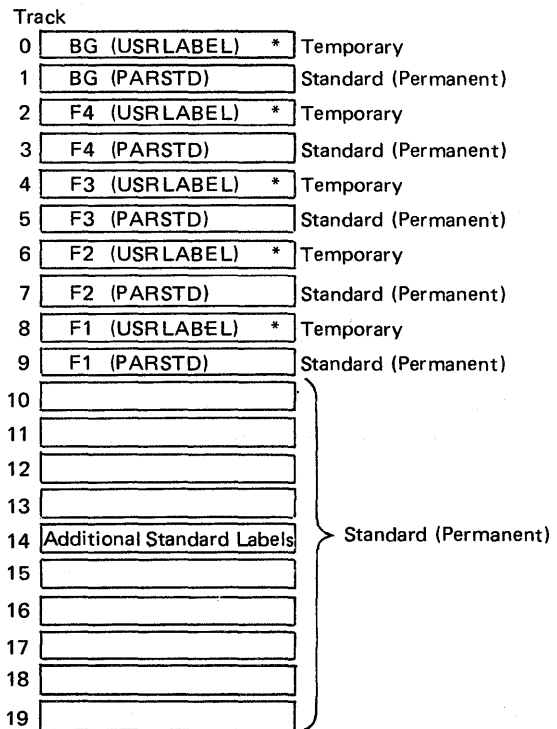 Track
0 BG (USRLABEL) * Temporary
1 BG (PARSTD) Standard (Permanent)
2 F4 (USRLABEL) * Temporary
3 F4 (PARSTD) Standard (Permanent)
4 F3 (USRLABEL) * Temporary
5 F3 (PARSTD) Standard (Permanent)
6 F2 (USRLABEL) * Temporary
7 F2 (PARSTD) Standard (Permanent)
8 F1 (USRLABEL) * Temporary
9 F1 (PARSTD) Standard (Permanent)
10
11
12
13
14 Additional Standard Labels Standard (Permanent)
15
16
17
18
19